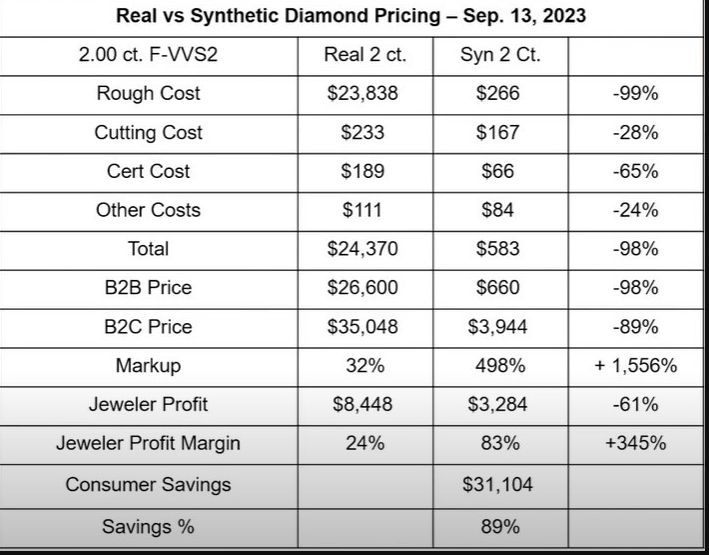 Real vs Synthetic Diamond Pricing – Sep. 13, 2023
2.00 ct. F-VVS2 Real 2 ct. Syn 2 Ct.
Rough Cost $23,838 $266 -99%
Cutting Cost $233 $167 -28%
Cert Cost $189 $66 -65%
Other Costs $111 $84 -24%
Total $24,370 $583 -98%
B2B Price $26,600 $660 -98%
B2C Price $35,048 $3,944 -89%
Markup 32% 498% + 1,556%
Jeweler Profit $8,448 $3,284 -61%
Jeweler Profit Margin 24% 83% +345%
Consumer Savings $31,104
Savings % 89%